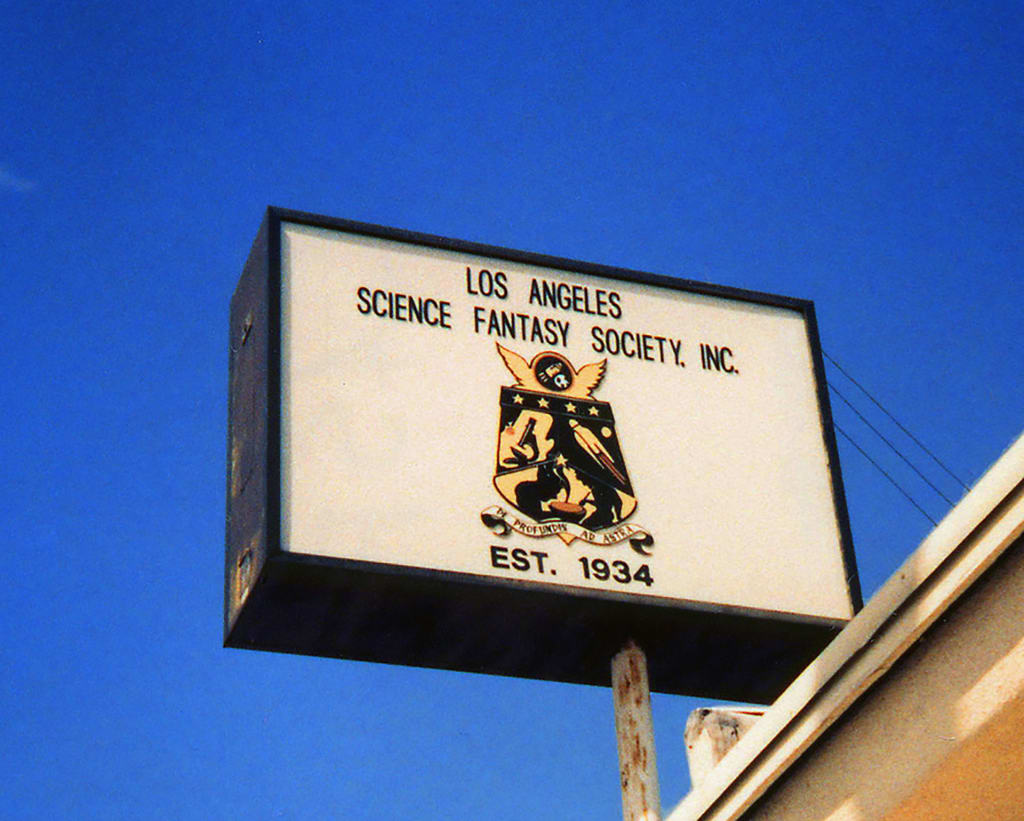 LOS ANGELES
SCIENCE FANTASY SOCIETY, INC.
DE PROFUNDIS AD ASTRA
EST. 1934